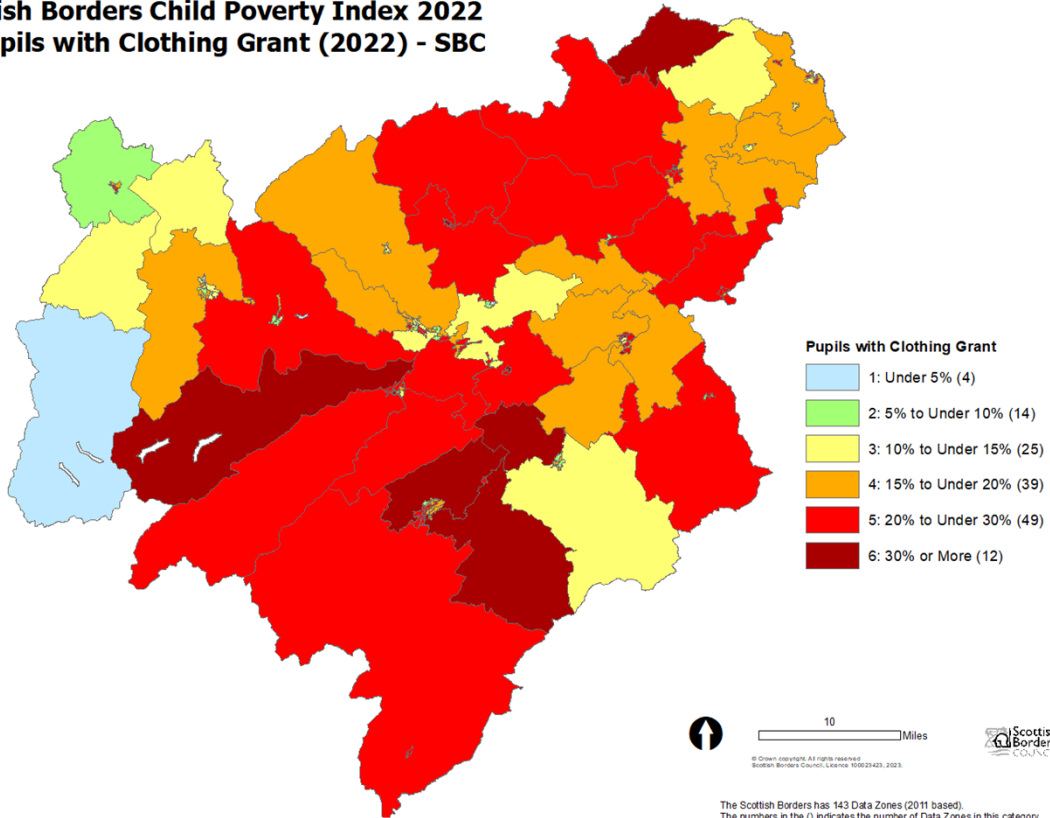 ish Borders Child Poverty Index 2022
pils with Clothing Grant (2022) - SBC
Pupils with Clothing Grant
1: Under 5% (4)
2: 5% to Under 10% (14)
3: 10% to Under 15% (25)
4: 15% to Under 20% (39)
5: 20% to Under 30% (49)
6: 30% or More (12)
10
Miles
Scottis
Border
COUNC
© Crown copyright. All rights reserved
Scottish Borders Council, Licence 100023423, 2023.
The Scottish Borders has 143 Data Zones (2011 based).
The numbers in the () indicates the number of Data Zones in this category